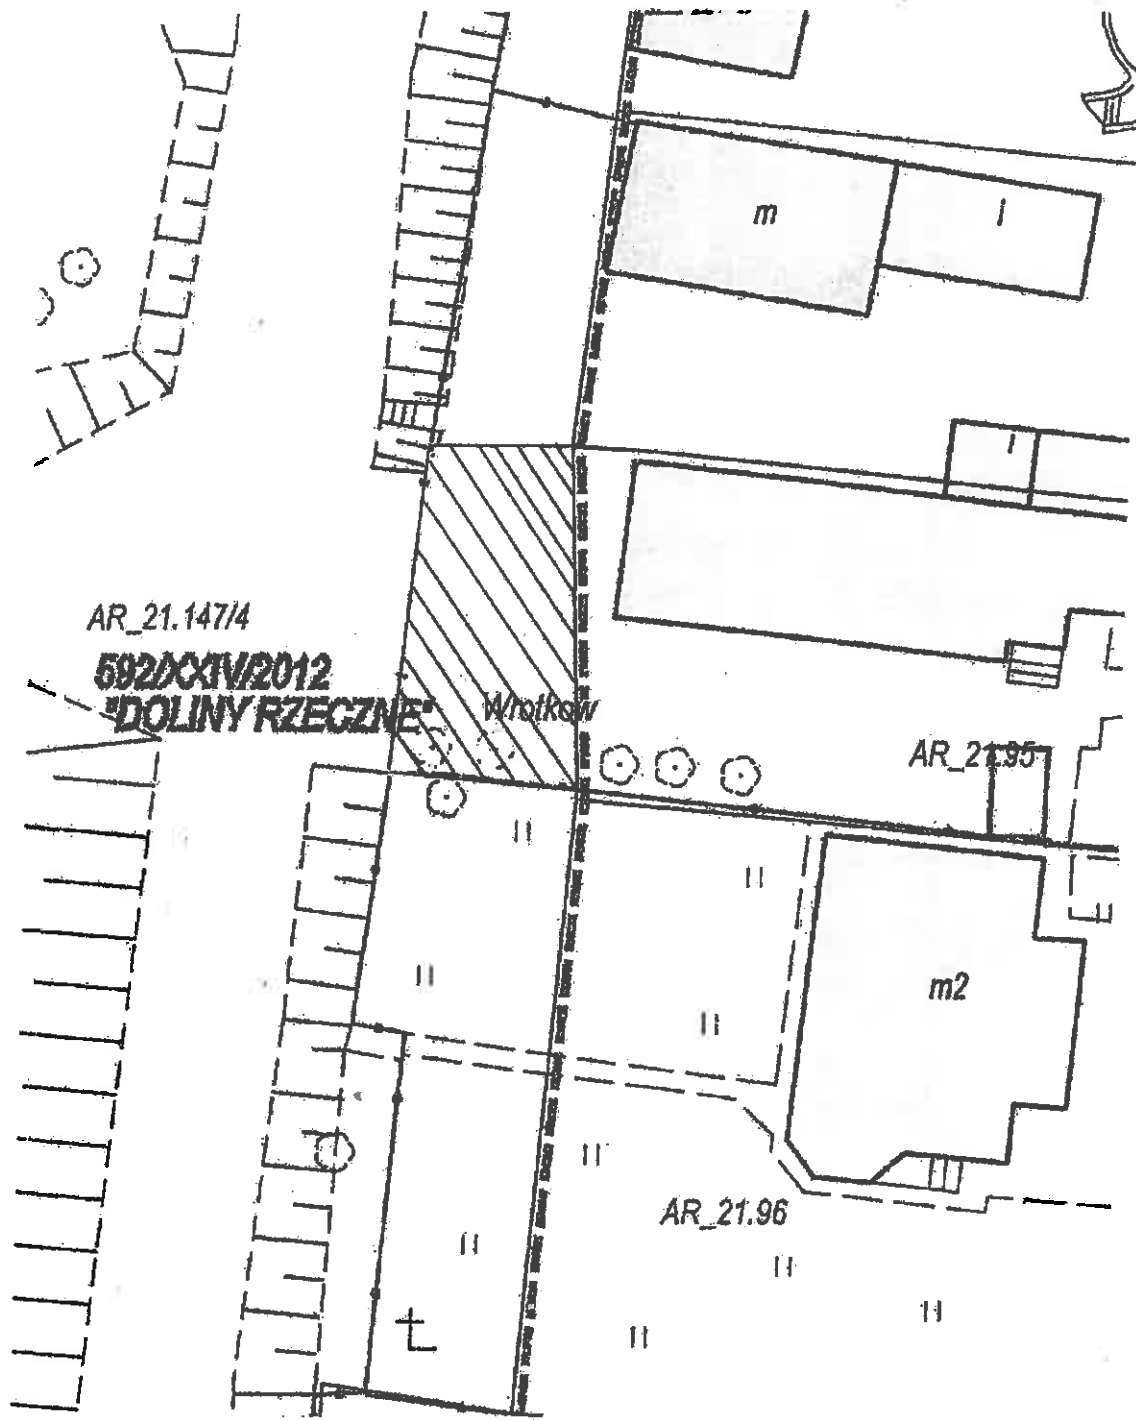 m
j
j
AR_21.147/4
592/XXIV/2012
"DOLINY RZECZNE"
Wrotków
AR_21.95
m2
AR_21.96